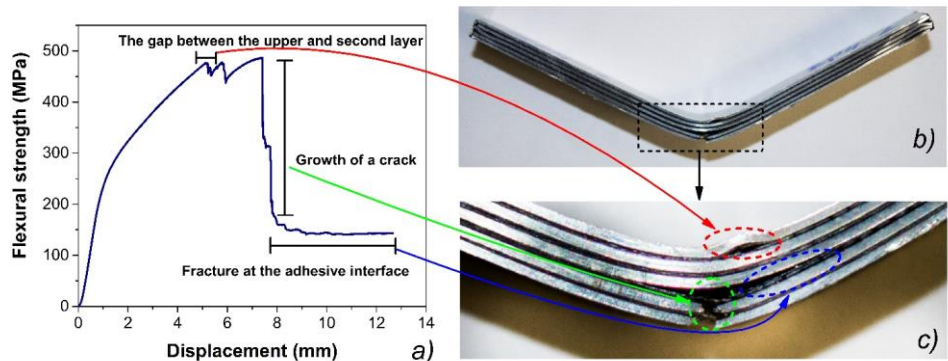 The gap between the upper and second layer
Flexural strength (MPa)
500
400
300
200
100
0
Growth of a crack
Fracture at the adhesive interface
0 2 4 6 8 10 12 14
Displacement (mm)
a)
b)
c)